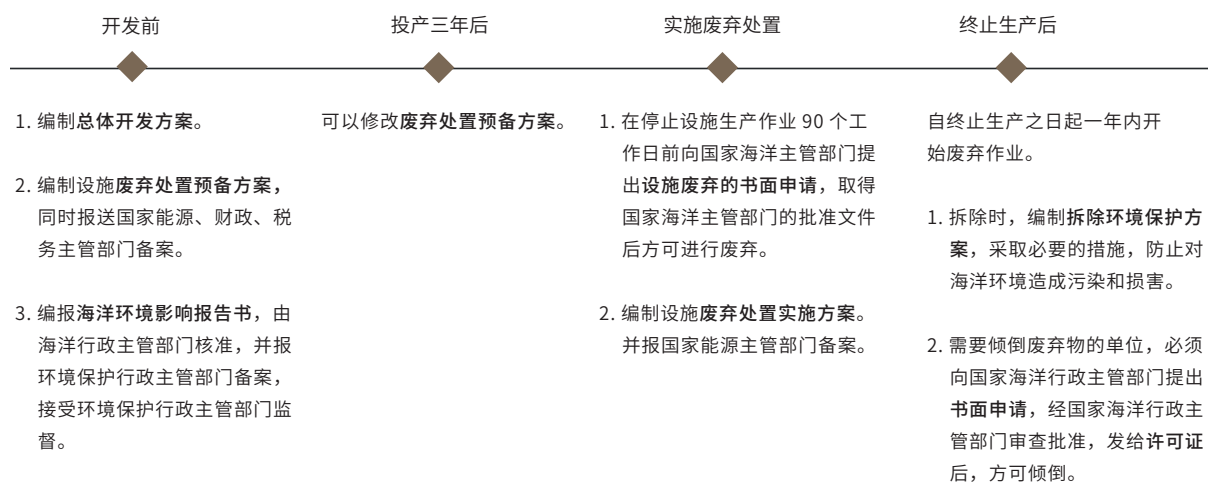 开发前
投产三年后
实施废弃处置
终止生产后
1. 编制总体开发方案。
2. 编制设施废弃处置预备方案，
同时报送国家能源、财政、税
务主管部门备案。
3. 编报海洋环境影响报告书，由
海洋行政主管部门核准，并报
环境保护行政主管部门备案，
接受环境保护行政主管部门监
督。
可以修改废弃处置预备方案。
1. 在停止设施生产作业 90 个工
作日前向国家海洋主管部门提
出设施废弃的书面申请，取得
国家海洋主管部门的批准文件
后方可进行废弃。
2. 编制设施废弃处置实施方案。
并报国家能源主管部门备案。
自终止生产之日起一年内开
始废弃作业。
1. 拆除时，编制拆除环境保护方
案，采取必要的措施，防止对
海洋环境造成污染和损害。
2. 需要倾倒废弃物的单位，必须
向国家海洋行政主管部门提出
书面申请，经国家海洋行政主
管部门审查批准，发给许可证
后，方可倾倒。